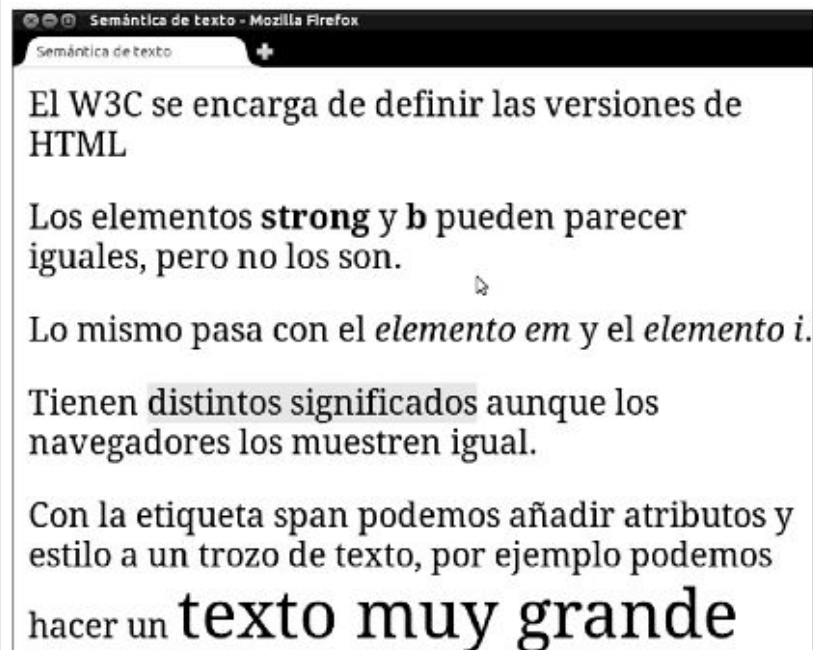 Semántica de texto - Mozilla Firefox
Semántica de texto
El W3C se encarga de definir las versiones de
HTML
Los elementos strong y b pueden parecer
iguales, pero no los son.
Lo mismo pasa con el elemento em y el elemento i.
Tienen distintos significados aunque los
navegadores los muestren igual.
Con la etiqueta span podemos añadir atributos y
estilo a un trozo de texto, por ejemplo podemos
hacer un texto muy grande